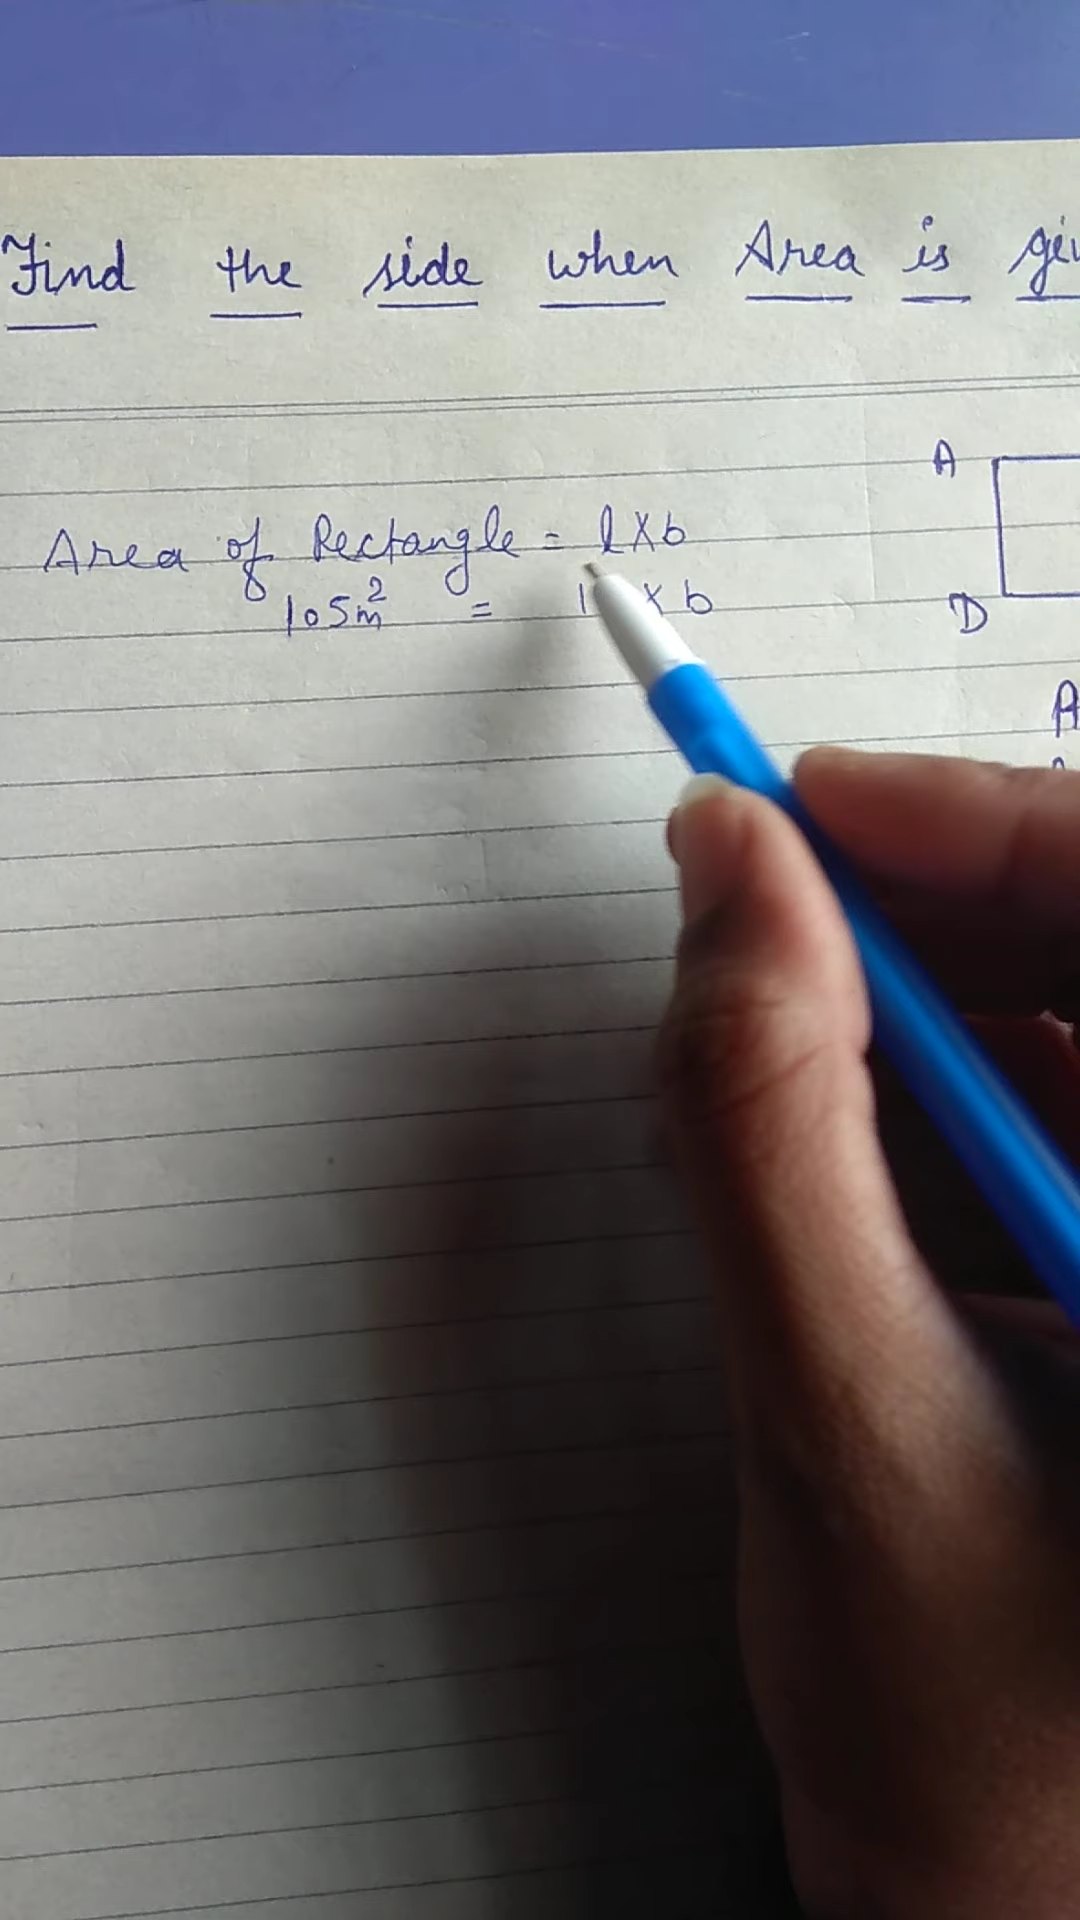 Find the side when Area is
A
Area of Rectangle = l×b
105m² = × b
D
A